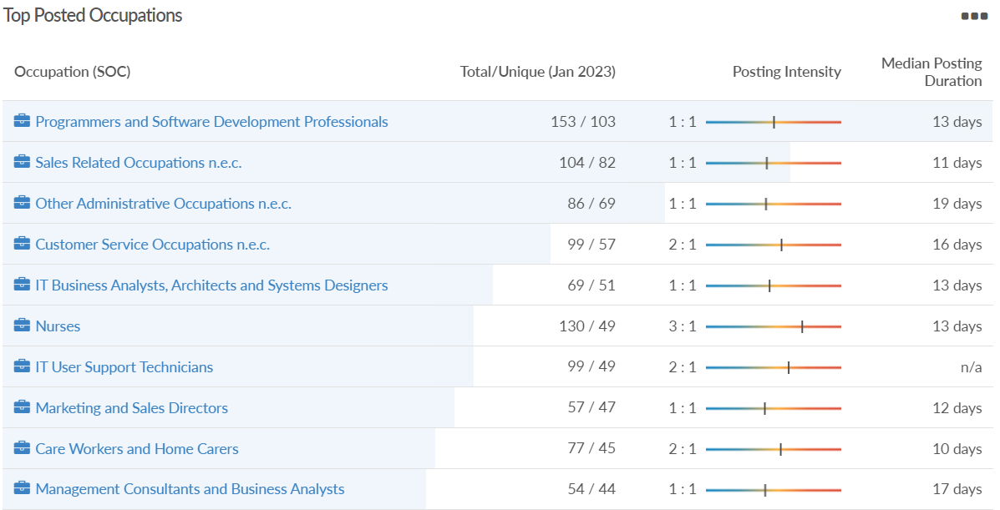 Top Posted Occupations
Occupation (SOC) Total/Unique (Jan 2023) Posting Intensity Median Posting Duration
Programmers and Software Development Professionals 153 / 103 1 : 1 13 days
Sales Related Occupations n.e.c. 104 / 82 1 : 1 11 days
Other Administrative Occupations n.e.c. 86 / 69 1 : 1 19 days
Customer Service Occupations n.e.c. 99 / 57 2 : 1 16 days
IT Business Analysts, Architects and Systems Designers 69 / 51 1 : 1 13 days
Nurses 130 / 49 3 : 1 13 days
IT User Support Technicians 99 / 49 2 : 1 n/a
Marketing and Sales Directors 57 / 47 1 : 1 12 days
Care Workers and Home Carers 77 / 45 2 : 1 10 days
Management Consultants and Business Analysts 54 / 44 1 : 1 17 days